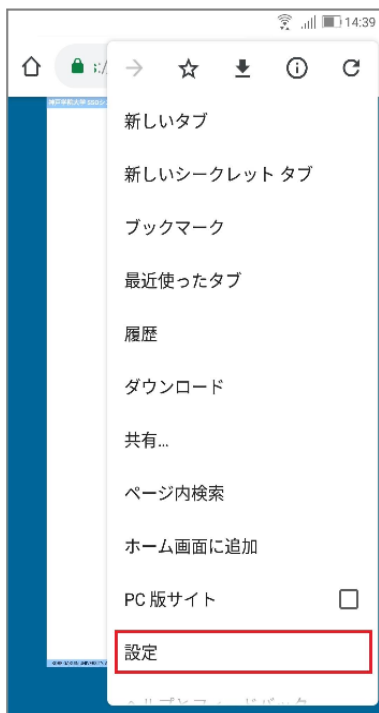 14:39
新しいタブ
新しいシークレット タブ
ブックマーク
最近使ったタブ
履歴
ダウンロード
共有...
ページ内検索
ホーム画面に追加
PC 版サイト
設定